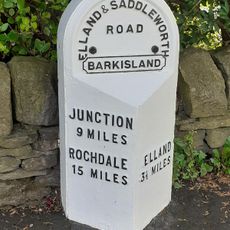 ELLAND & SADDLEWORTH
ROAD
BARKISLAND
JUNCTION
9 MILES
ROCHDALE
15 MILES
ELLAND
3½ MILES